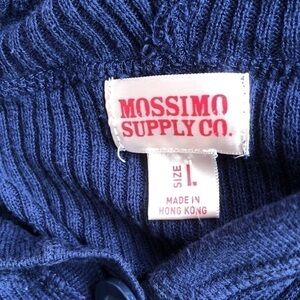 MOSSIMO
SUPPLY CO.
SIZE L
MADE IN
HONG KONG